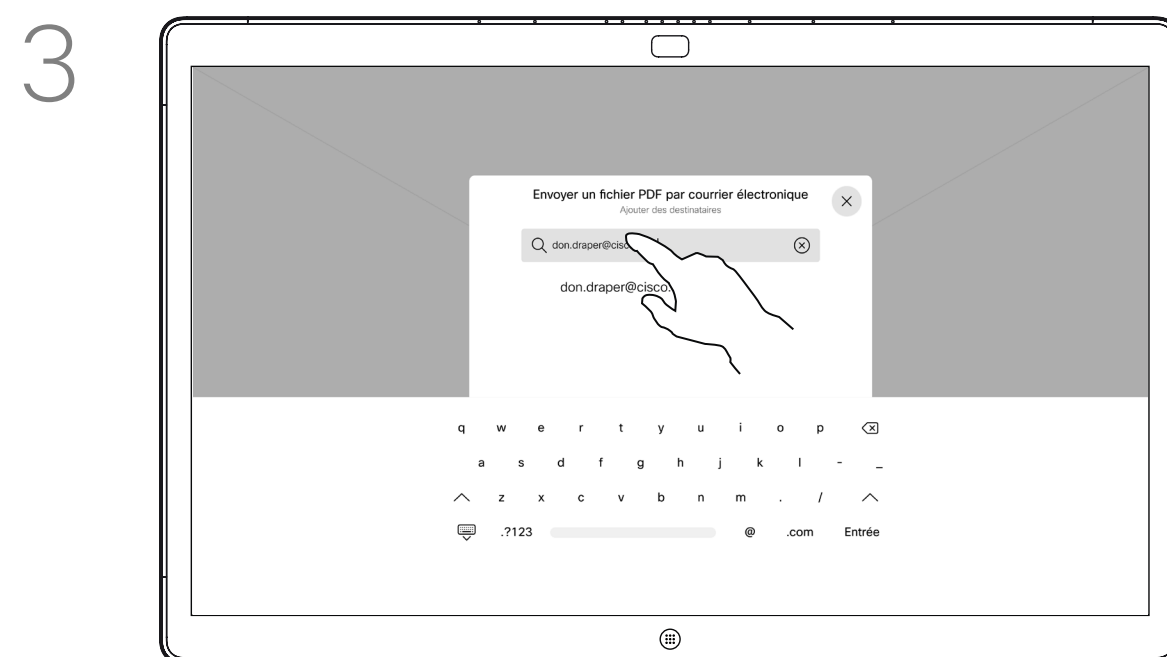 3
Envoyer un fichier PDF par courrier électronique
Ajouter des destinataires
don.draper@cisc
don.draper@cisco.
q w e r t y u i o p
a s d f g h j k l - _
z x c v b n m . /
.?123 @ .com Entrée